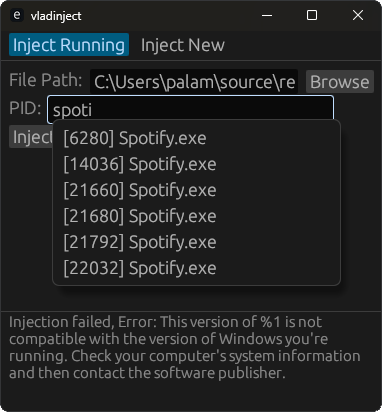 e vladinject
Inject Running Inject New
File Path: C:\Users\palam\source\re Browse
PID: spoti
Inject
[6280] Spotify.exe
[14036] Spotify.exe
[21660] Spotify.exe
[21680] Spotify.exe
[21792] Spotify.exe
[22032] Spotify.exe
Injection failed, Error: This version of %1 is not
compatible with the version of Windows you're
running. Check your computer's system information
and then contact the software publisher.